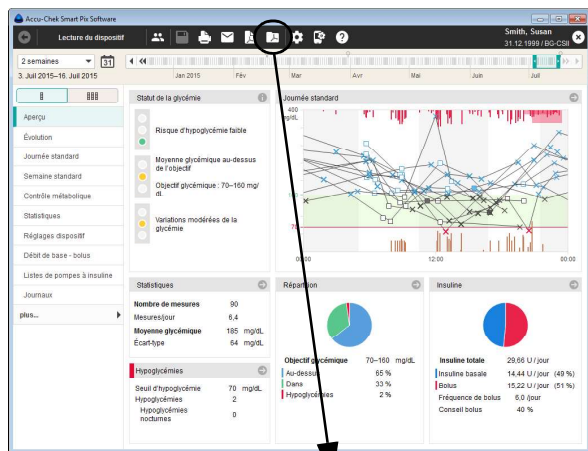 Accu-Chek Smart Pix Software
Lecture du dispositif
Smith, Susan
31.12.1999 / BG-CSII
2 semaines
31
3. Juil 2015–16. Juil 2015
Jan 2015 Fév Mar Avr Mai Juin Juil
Aperçu
Évolution
Journée standard
Semaine standard
Contrôle métabolique
Statistiques
Réglages dispositif
Débit de base - bolus
Listes de pompes à insuline
Journaux
plus...
Statut de la glycémie
Risque d'hypoglycémie faible
Moyenne glycémique au-dessus
de l'objectif
Objectif glycémique : 70–160 mg/
dL
Variations modérées de la
glycémie
Journée standard
400
mg/dL
70
00:00 12:00 00:00
Statistiques
Nombre de mesures 90
Mesures/jour 6,4
Moyenne glycémique 185 mg/dL
Écart-type 64 mg/dL
Hypoglycémies
Seuil d'hypoglycémie 70 mg/dL
Hypoglycémies 2
Hypoglycémies
nocturnes 0
Répartition
Objectif glycémique 70–160 mg/dL
Au-dessus 65 %
Dans 33 %
Hypoglycémies 2 %
Insuline
Insuline totale 29,66 U / jour
Insuline basale 14,44 U / jour (49 %)
Bolus 15,22 U / jour (51 %)
Fréquence de bolus 6,0 /jour
Conseil bolus 40 %